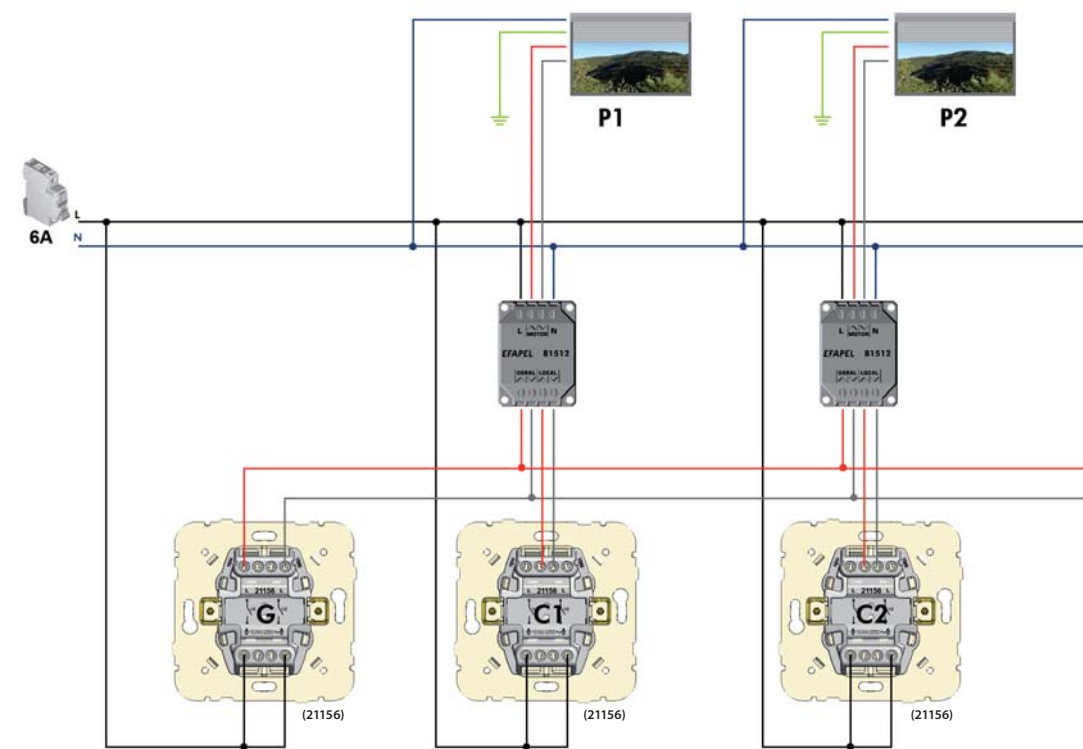 P1
P2
L
6A
N
L MOTOR N
EFAPEL 81512
GERAL LOCAL
L MOTOR N
EFAPEL 81512
GERAL LOCAL
L 21156 L
G
L 21156 L
C1
L 21156 L
C2
(21156)
(21156)
(21156)